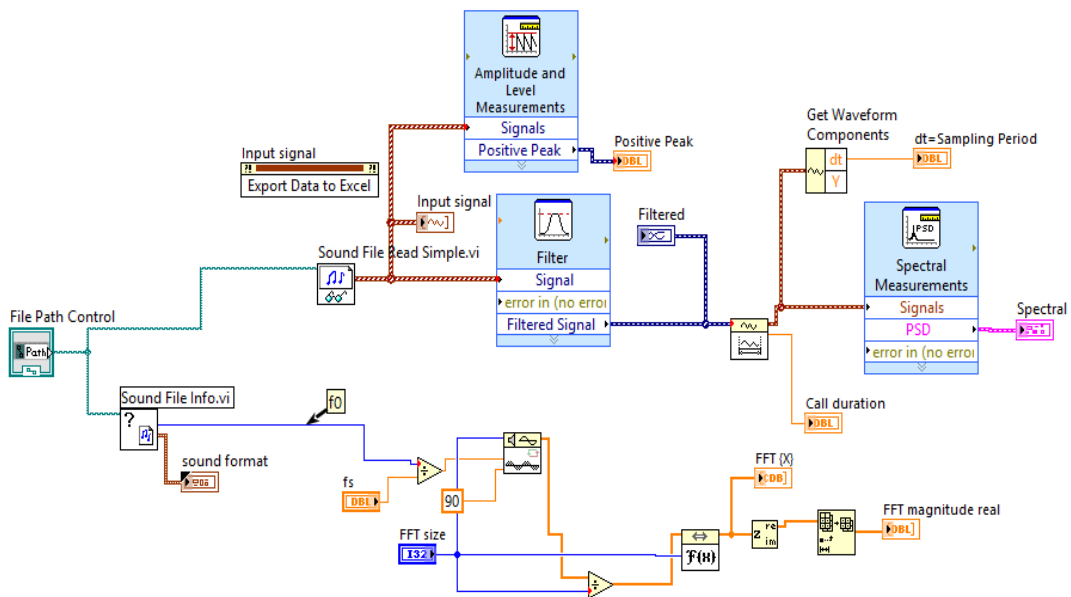 Amplitude and
Level
Measurements
Signals
Positive Peak
Positive Peak
DBL
Input signal
Export Data to Excel
Input signal
Get Waveform
Components
dt
Y
dt=Sampling Period
DBL
Sound File Read Simple.vi
Filter
Signal
error in (no error
Filtered Signal
Filtered
PSD
Spectral
Measurements
Signals
PSD
error in (no error
Spectral
File Path Control
Path
Sound File Info.vi
?
f0
sound format
Call duration
DBL
fs
DBL
90
FFT size
I32
FFT {X}
CDB
F(x)
z
re
im
FFT magnitude real
DBL